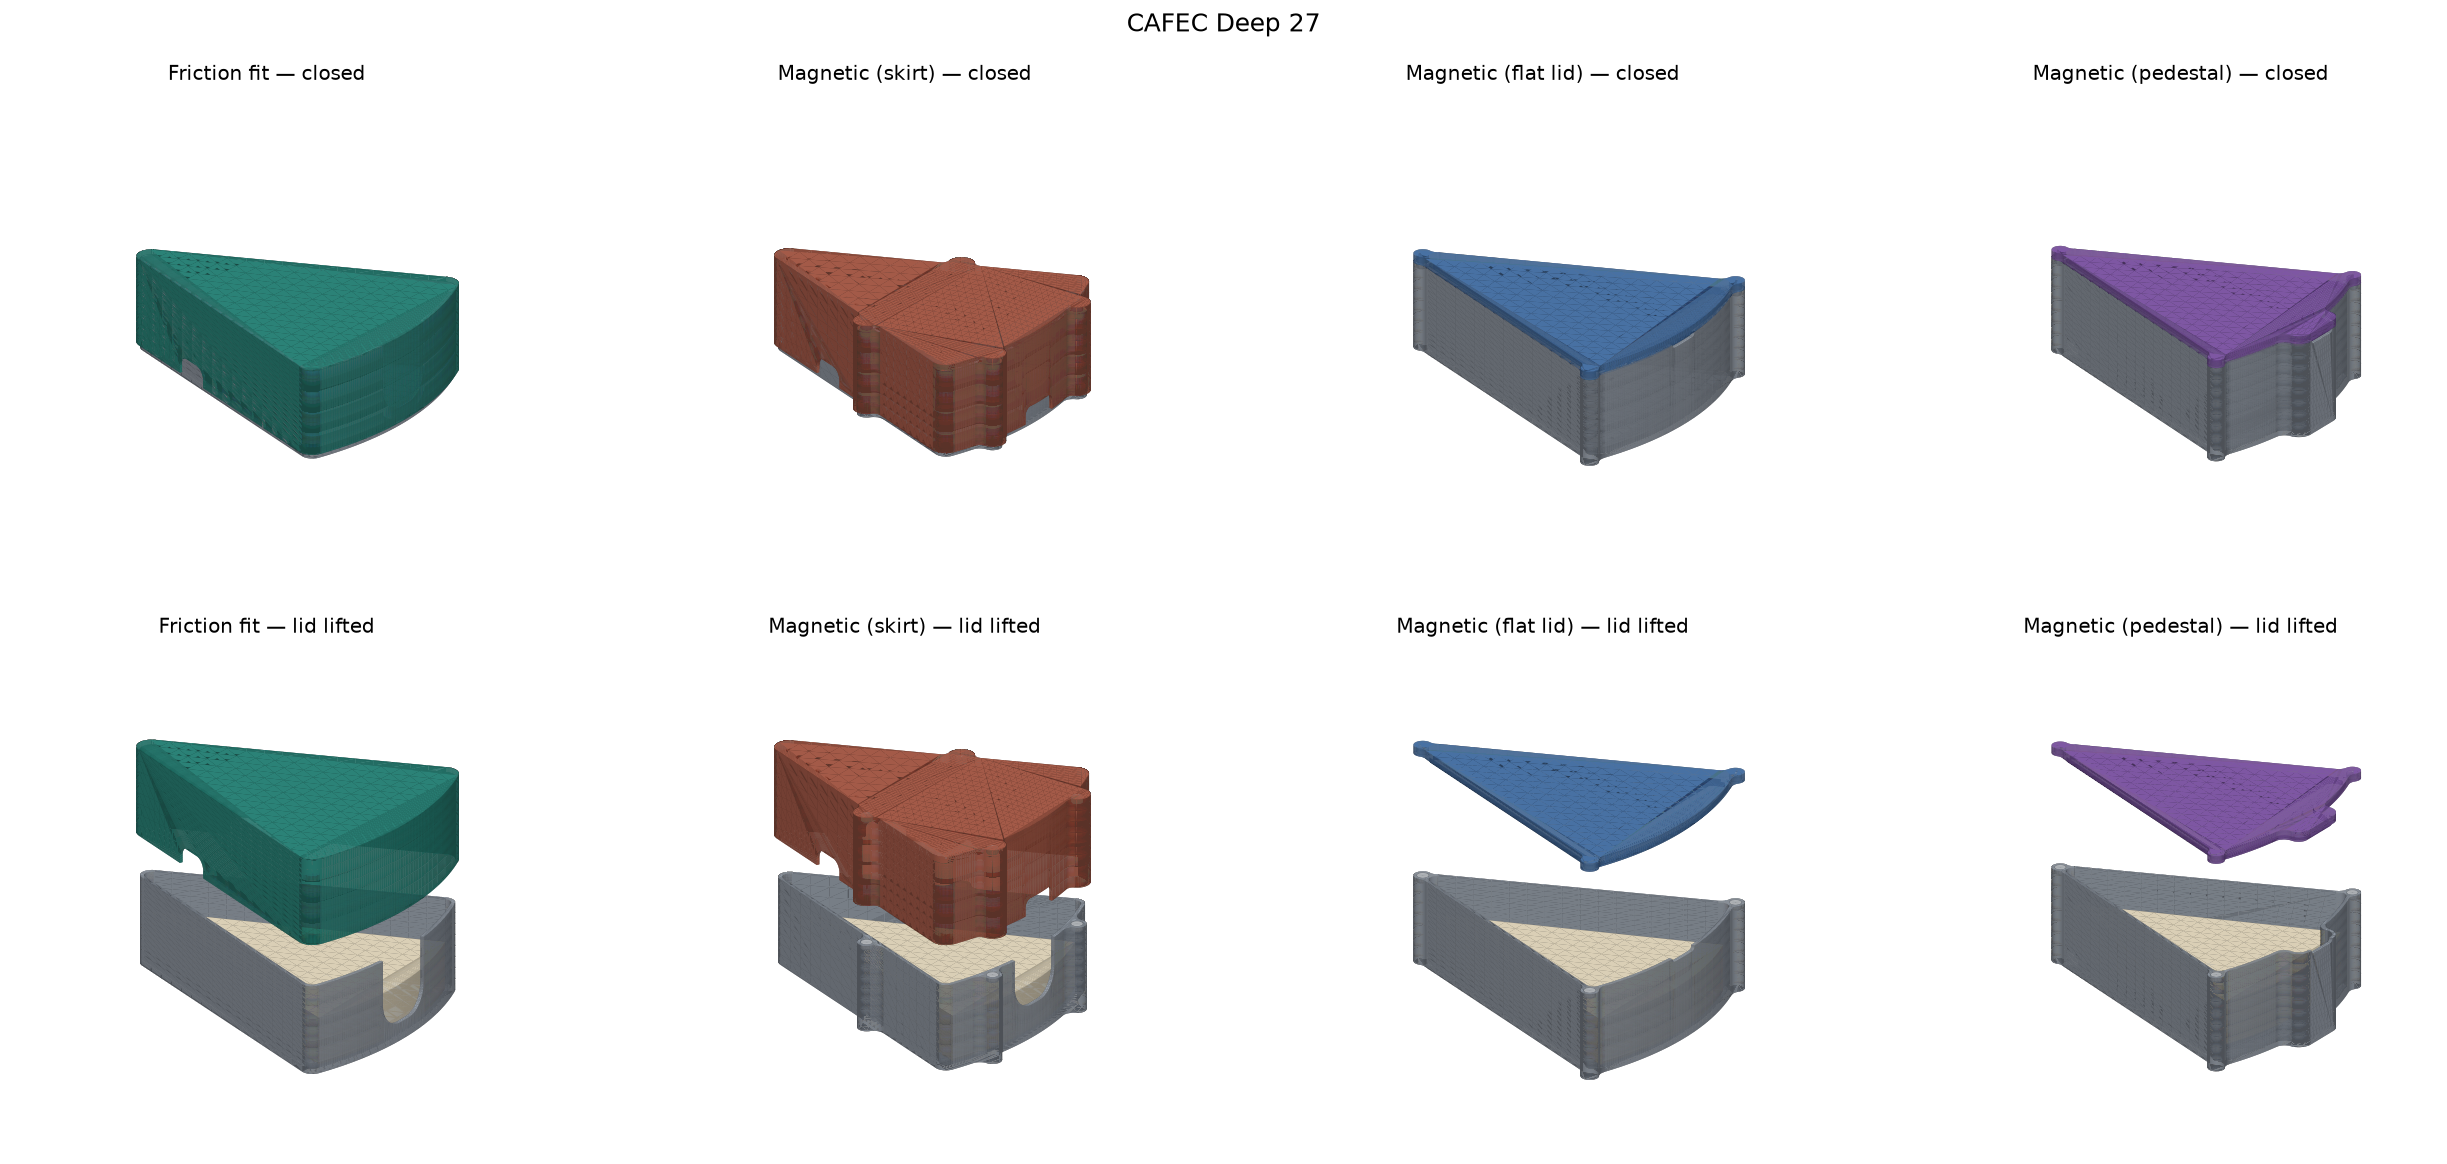 CAFEC Deep 27
Friction fit — closed
Magnetic (skirt) — closed
Magnetic (flat lid) — closed
Magnetic (pedestal) — closed
Friction fit — lid lifted
Magnetic (skirt) — lid lifted
Magnetic (flat lid) — lid lifted
Magnetic (pedestal) — lid lifted